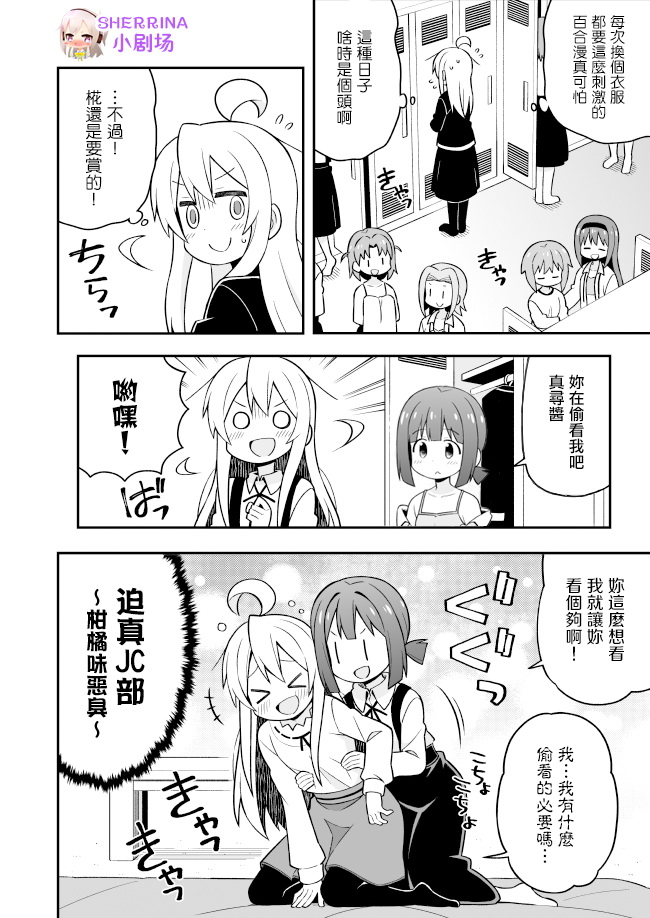 SHERRINA
小剧场
每次換個衣服
都要這麼刺激的
百合漫真可怕
這種日子
啥時是個頭啊
きゃっ
きゃっ
…不過！
椛還是要賞的！
ちらっ
妳在偷看我吧
真尋醬
喲嘿！
ばっ
妳這麼想看
我就讓妳
看個夠啊！
くくくっ
迫真JC部
～柑橘味惡臭～
我…我有什麼
偷看的必要嗎…
こちょ
こちょ
きゃっ
きゃっ